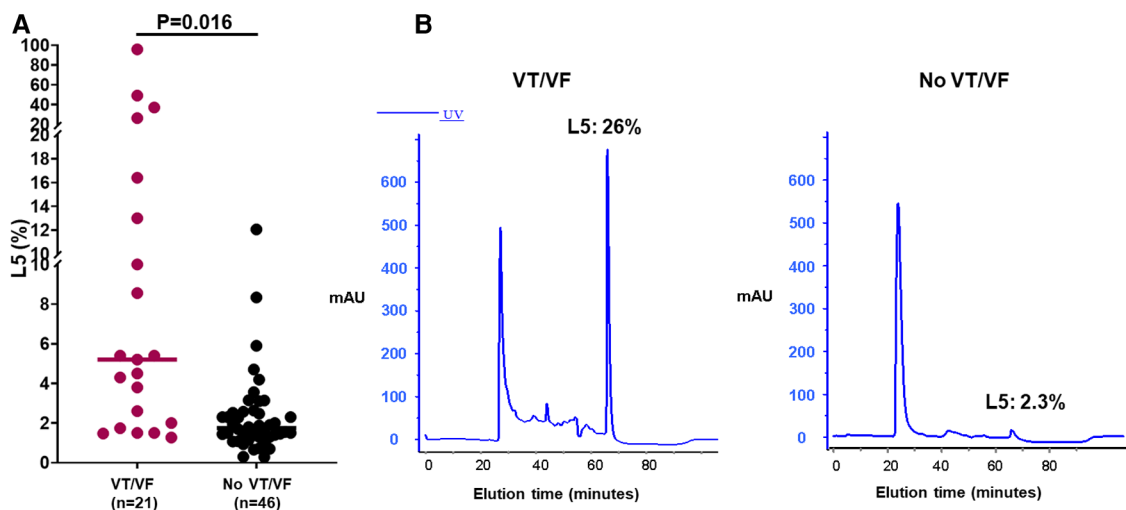 A
P=0.016
L5 (%)
100
80
60
40
20
20
18
16
14
12
10
10
8
6
4
2
0
VT/VF
(n=21)
No VT/VF
(n=46)
B
VT/VF
UV
L5: 26%
mAU
600
500
400
300
200
100
0
0 20 40 60 80
Elution time (minutes)
No VT/VF
L5: 2.3%
mAU
600
500
400
300
200
100
0
0 20 40 60 80
Elution time (minutes)